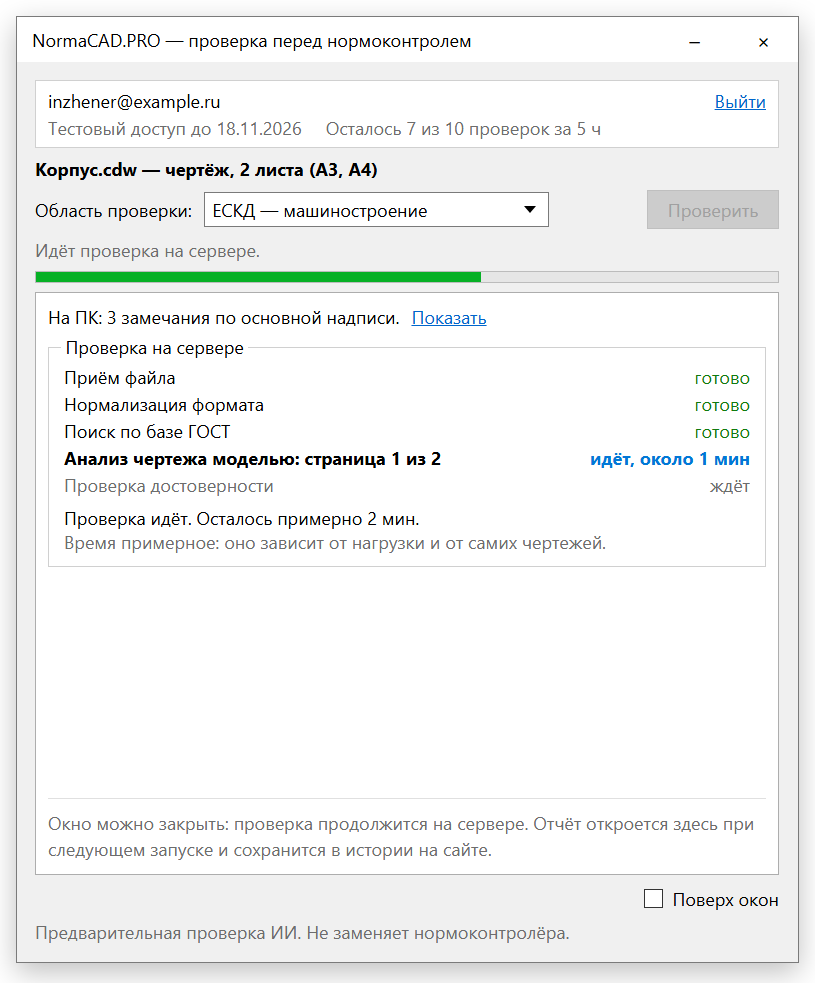 NormaCAD.PRO — проверка перед нормоконтролем
inzhener@example.ru Выйти
Тестовый доступ до 18.11.2026 Осталось 7 из 10 проверок за 5 ч
Корпус.cdw — чертёж, 2 листа (А3, А4)
Область проверки: ЕСКД — машиностроение Проверить
Идёт проверка на сервере.
На ПК: 3 замечания по основной надписи. Показать
Проверка на сервере
Приём файла готово
Нормализация формата готово
Поиск по базе ГОСТ готово
Анализ чертежа моделью: страница 1 из 2 идёт, около 1 мин
Проверка достоверности ждёт
Проверка идёт. Осталось примерно 2 мин.
Время примерное: оно зависит от нагрузки и от самих чертежей.
Окно можно закрыть: проверка продолжится на сервере. Отчёт откроется здесь при
следующем запуске и сохранится в истории на сайте.
Поверх окон
Предварительная проверка ИИ. Не заменяет нормоконтролёра.